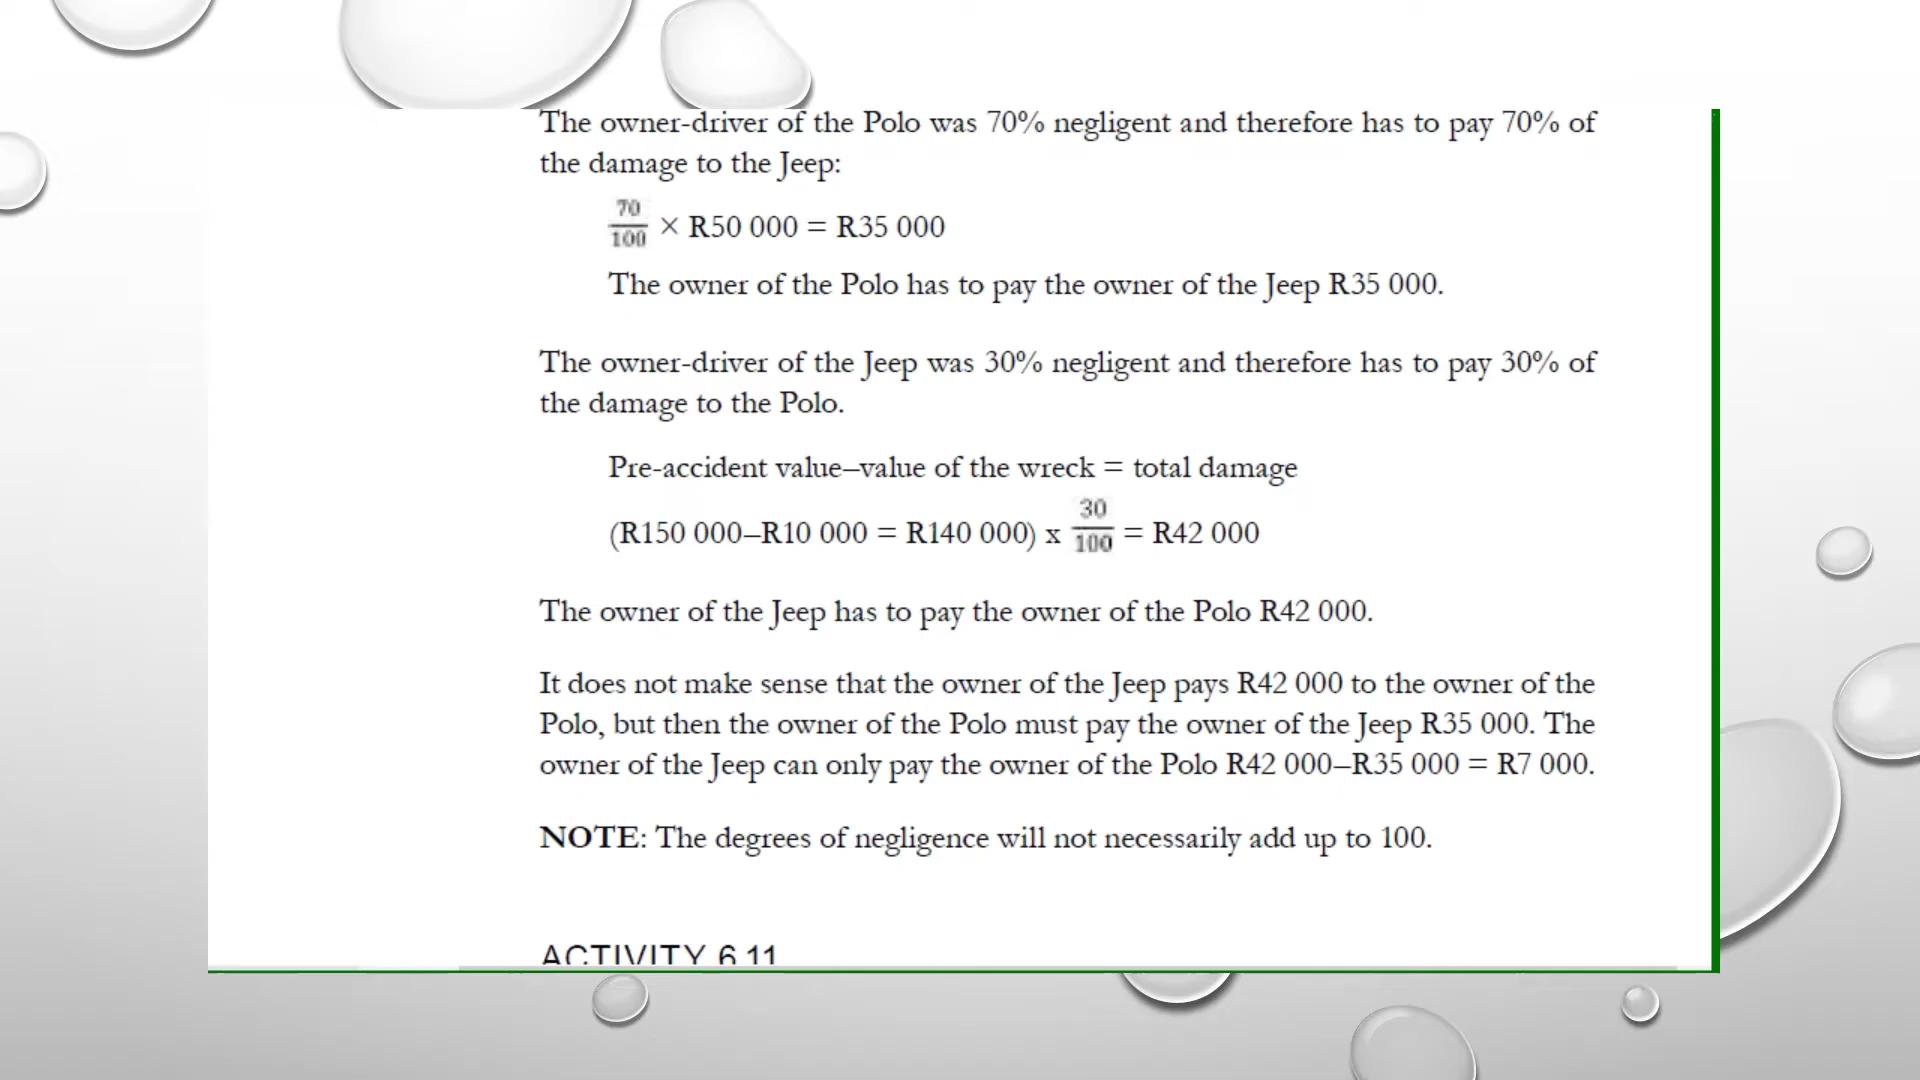 The owner-driver of the Polo was 70% negligent and therefore has to pay 70% of
the damage to the Jeep:
70/100 × R50 000 = R35 000
The owner of the Polo has to pay the owner of the Jeep R35 000.
The owner-driver of the Jeep was 30% negligent and therefore has to pay 30% of
the damage to the Polo.
Pre-accident value–value of the wreck = total damage
(R150 000–R10 000 = R140 000) x 30/100 = R42 000
The owner of the Jeep has to pay the owner of the Polo R42 000.
It does not make sense that the owner of the Jeep pays R42 000 to the owner of the
Polo, but then the owner of the Polo must pay the owner of the Jeep R35 000. The
owner of the Jeep can only pay the owner of the Polo R42 000–R35 000 = R7 000.
NOTE: The degrees of negligence will not necessarily add up to 100.
ACTIVITY 6.11